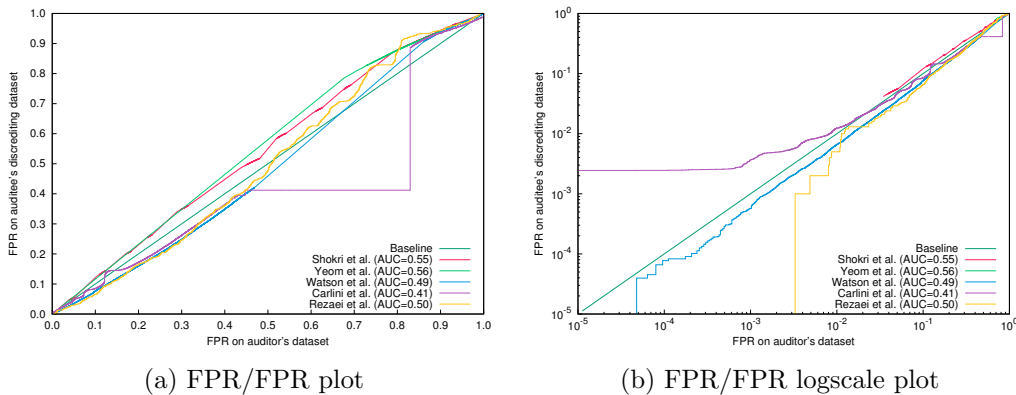 1.0
0.9
0.8
0.7
0.6
0.5
0.4
0.3
0.2
0.1
0.0
FPR on auditee's discrediting dataset
Baseline
Shokri et al. (AUC=0.55)
Yeom et al. (AUC=0.56)
Watson et al. (AUC=0.49)
Carlini et al. (AUC=0.41)
Rezaei et al. (AUC=0.50)
0.0 0.1 0.2 0.3 0.4 0.5 0.6 0.7 0.8 0.9 1.0
FPR on auditor's dataset
(a) FPR/FPR plot
10^0
10^-1
10^-2
10^-3
10^-4
10^-5
FPR on auditee's discrediting dataset
Baseline
Shokri et al. (AUC=0.55)
Yeom et al. (AUC=0.56)
Watson et al. (AUC=0.49)
Carlini et al. (AUC=0.41)
Rezaei et al. (AUC=0.50)
10^-5 10^-4 10^-3 10^-2 10^-1 10^0
FPR on auditor's dataset
(b) FPR/FPR logscale plot